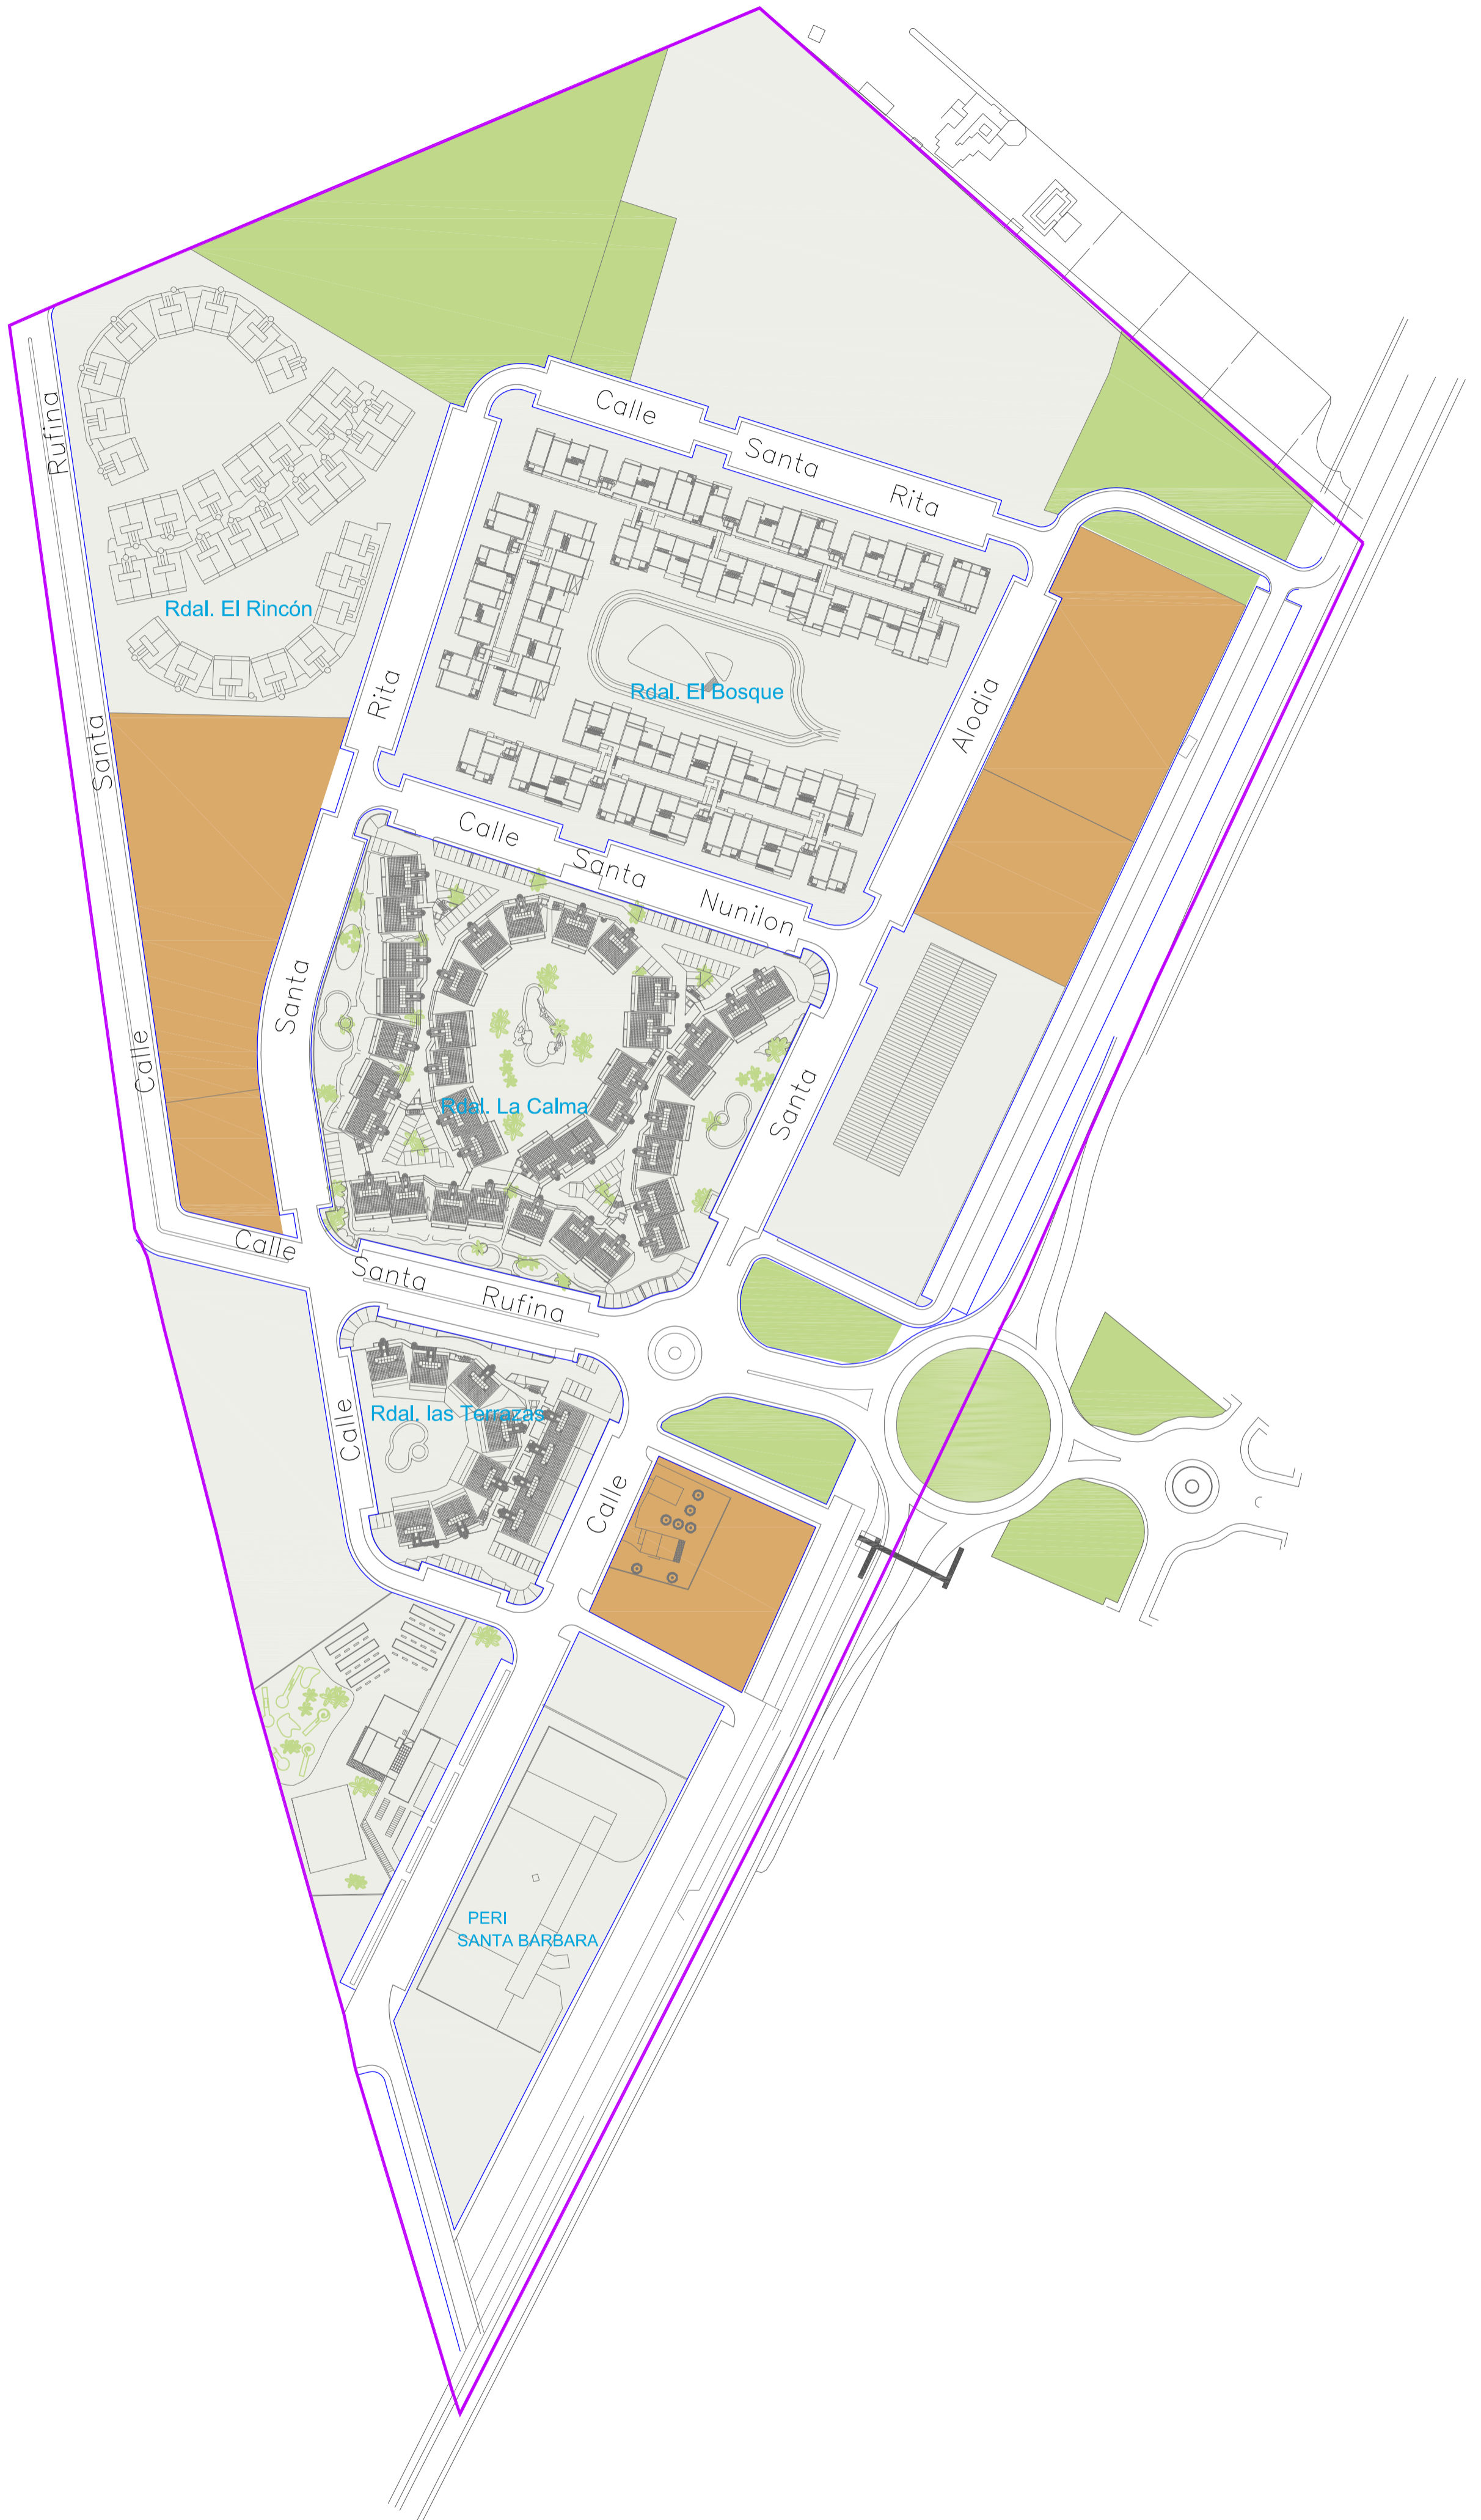 Calle Santa Rita
Rufina
Rdal. El Rincón
Rita
Rdal. El Bosque
Alodia
Santa
Calle Santa Nunilon
Santa
Calle
Rdal. La Calma
Santa
Calle Santa Rufina
Calle
Rdal. las Terrazas
Calle
PERI
SANTA BARBARA